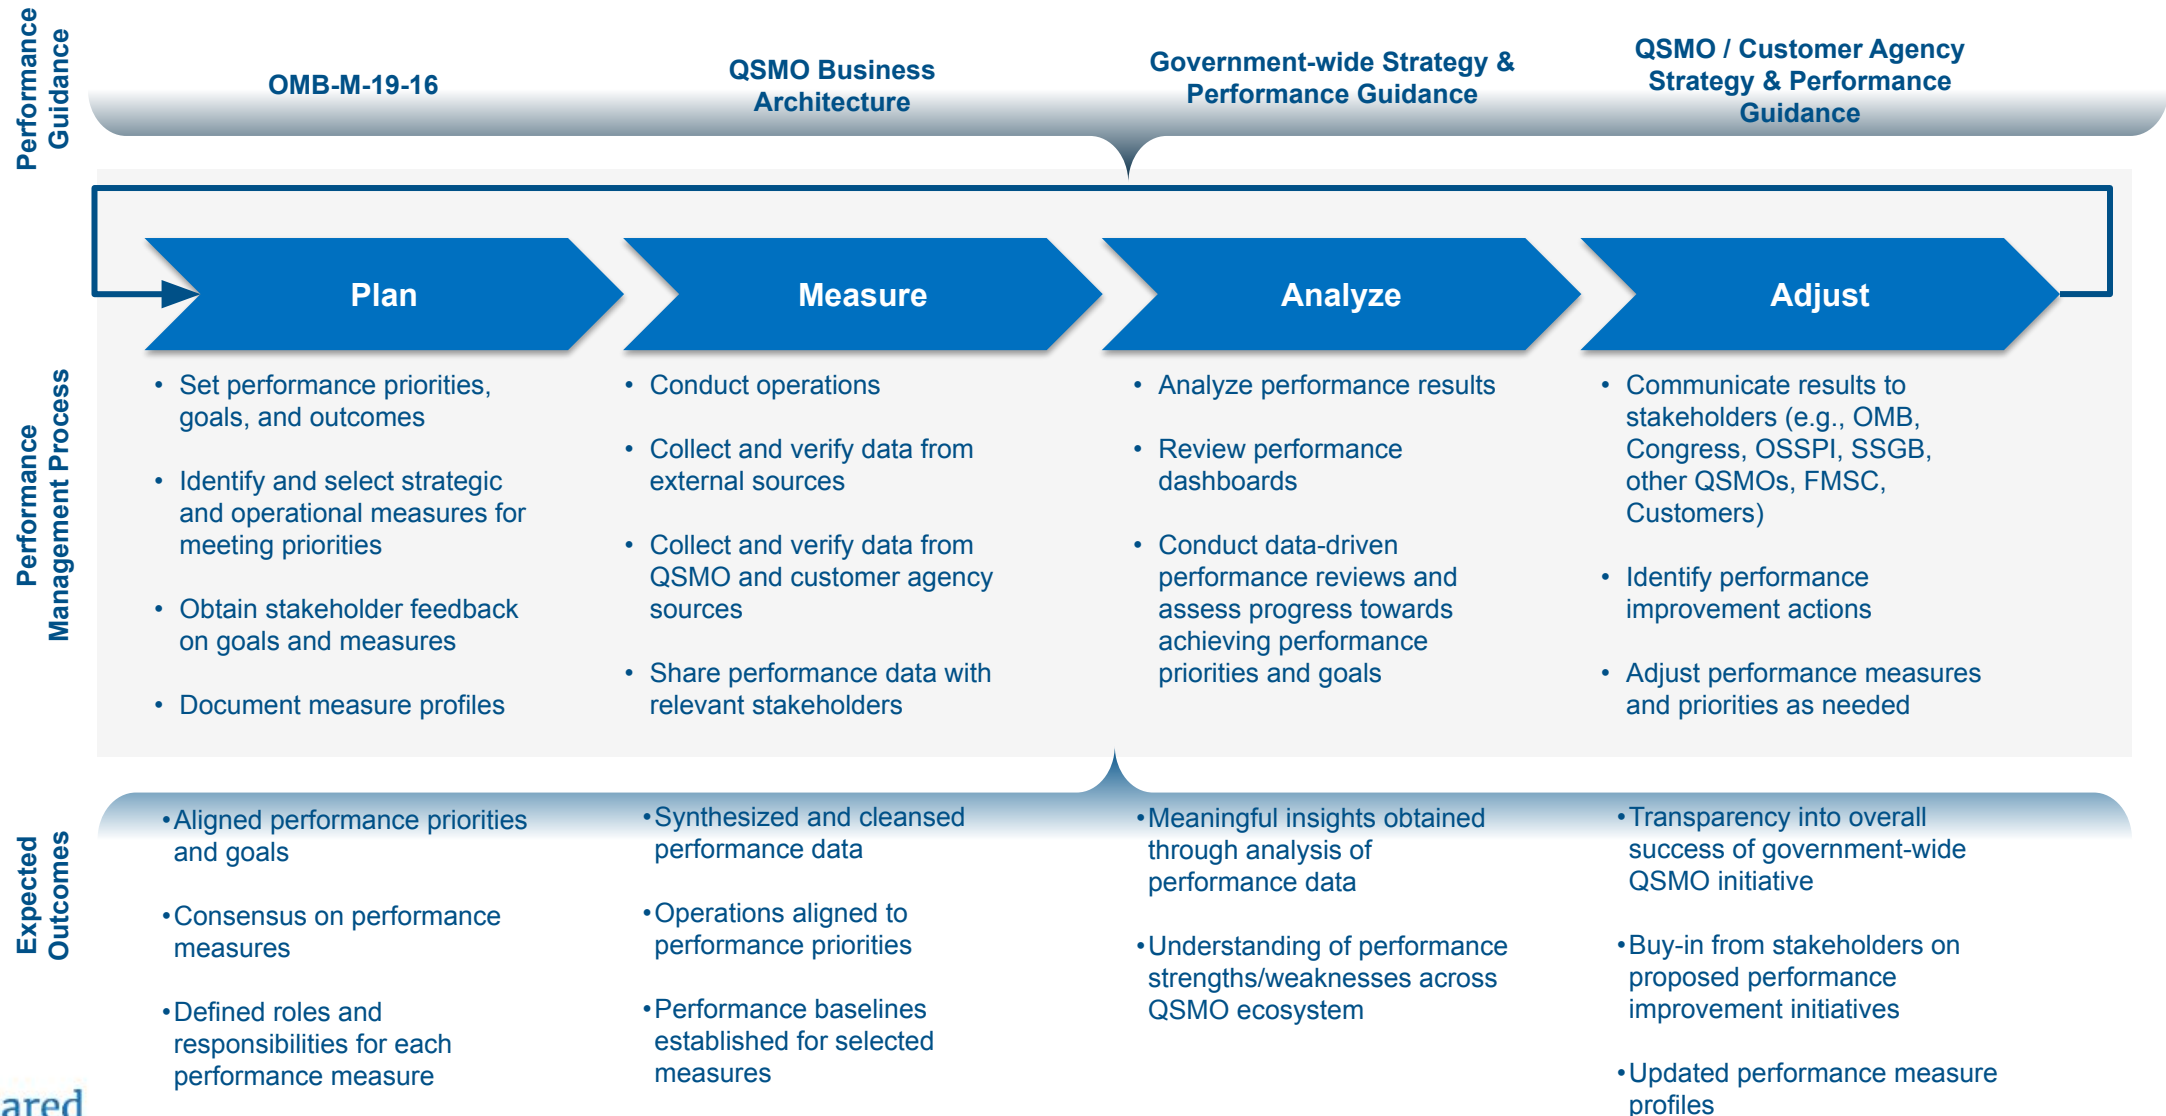 Performance
Guidance
OMB-M-19-16
QSMO Business
Architecture
Government-wide Strategy &
Performance Guidance
QSMO / Customer Agency
Strategy & Performance
Guidance
Performance
Management Process
Plan
• Set performance priorities,
goals, and outcomes
• Identify and select strategic
and operational measures for
meeting priorities
• Obtain stakeholder feedback
on goals and measures
• Document measure profiles
Measure
• Conduct operations
• Collect and verify data from
external sources
• Collect and verify data from
QSMO and customer agency
sources
• Share performance data with
relevant stakeholders
Analyze
• Analyze performance results
• Review performance
dashboards
• Conduct data-driven
performance reviews and
assess progress towards
achieving performance
priorities and goals
Adjust
• Communicate results to
stakeholders (e.g., OMB,
Congress, OSSPI, SSGB,
other QSMOs, FMSC,
Customers)
• Identify performance
improvement actions
• Adjust performance measures
and priorities as needed
Expected
Outcomes
•Aligned performance priorities
and goals
•Consensus on performance
measures
•Defined roles and
responsibilities for each
performance measure
•Synthesized and cleansed
performance data
•Operations aligned to
performance priorities
•Performance baselines
established for selected
measures
•Meaningful insights obtained
through analysis of
performance data
•Understanding of performance
strengths/weaknesses across
QSMO ecosystem
•Transparency into overall
success of government-wide
QSMO initiative
•Buy-in from stakeholders on
proposed performance
improvement initiatives
•Updated performance measure
profiles
ared